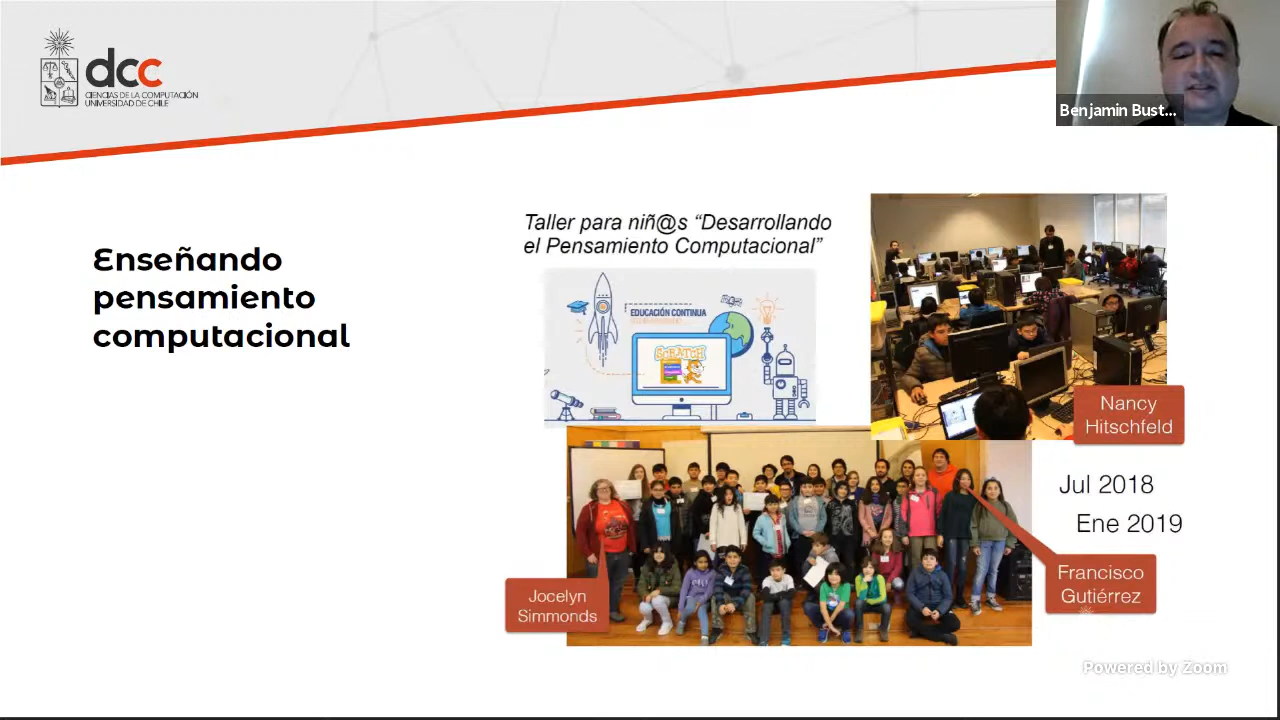 dcc
CIENCIAS DE LA COMPUTACIÓN
UNIVERSIDAD DE CHILE
Benjamin Bust...
Enseñando
pensamiento
computacional
Taller para niñ@s “Desarrollando
el Pensamiento Computacional”
EDUCACIÓN CONTINUA
SCRATCH
Nancy
Hitschfeld
Jul 2018
Ene 2019
Francisco
Gutiérrez
Jocelyn
Simmonds
Powered by Zoom